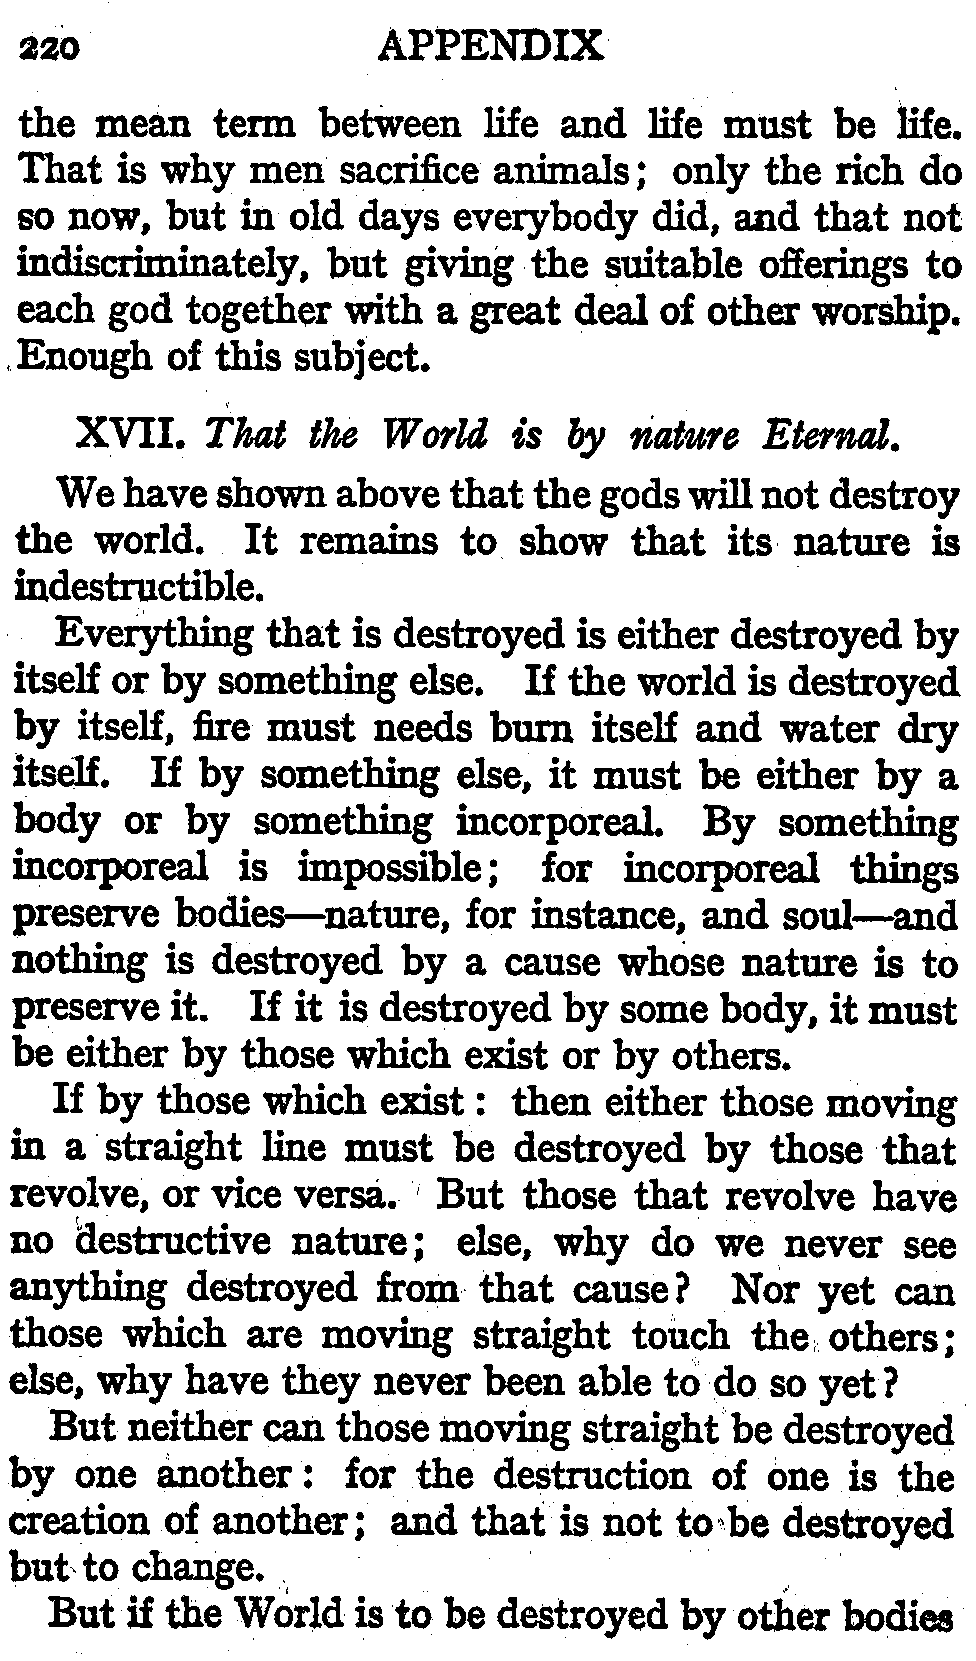 220 APPENDIX
the mean term between life and life must be life.
That is why men sacrifice animals; only the rich do
so now, but in old days everybody did, and that not
indiscriminately, but giving the suitable offerings to
each god together with a great deal of other worship.
Enough of this subject.
XVII. That the World is by nature Eternal.
We have shown above that the gods will not destroy
the world. It remains to show that its nature is
indestructible.
Everything that is destroyed is either destroyed by
itself or by something else. If the world is destroyed
by itself, fire must needs burn itself and water dry
itself. If by something else, it must be either by a
body or by something incorporeal. By something
incorporeal is impossible; for incorporeal things
preserve bodies—nature, for instance, and soul—and
nothing is destroyed by a cause whose nature is to
preserve it. If it is destroyed by some body, it must
be either by those which exist or by others.
If by those which exist: then either those moving
in a straight line must be destroyed by those that
revolve, or vice versa. But those that revolve have
no destructive nature; else, why do we never see
anything destroyed from that cause? Nor yet can
those which are moving straight touch the others;
else, why have they never been able to do so yet?
But neither can those moving straight be destroyed
by one another: for the destruction of one is the
creation of another; and that is not to be destroyed
but to change.
But if the World is to be destroyed by other bodies